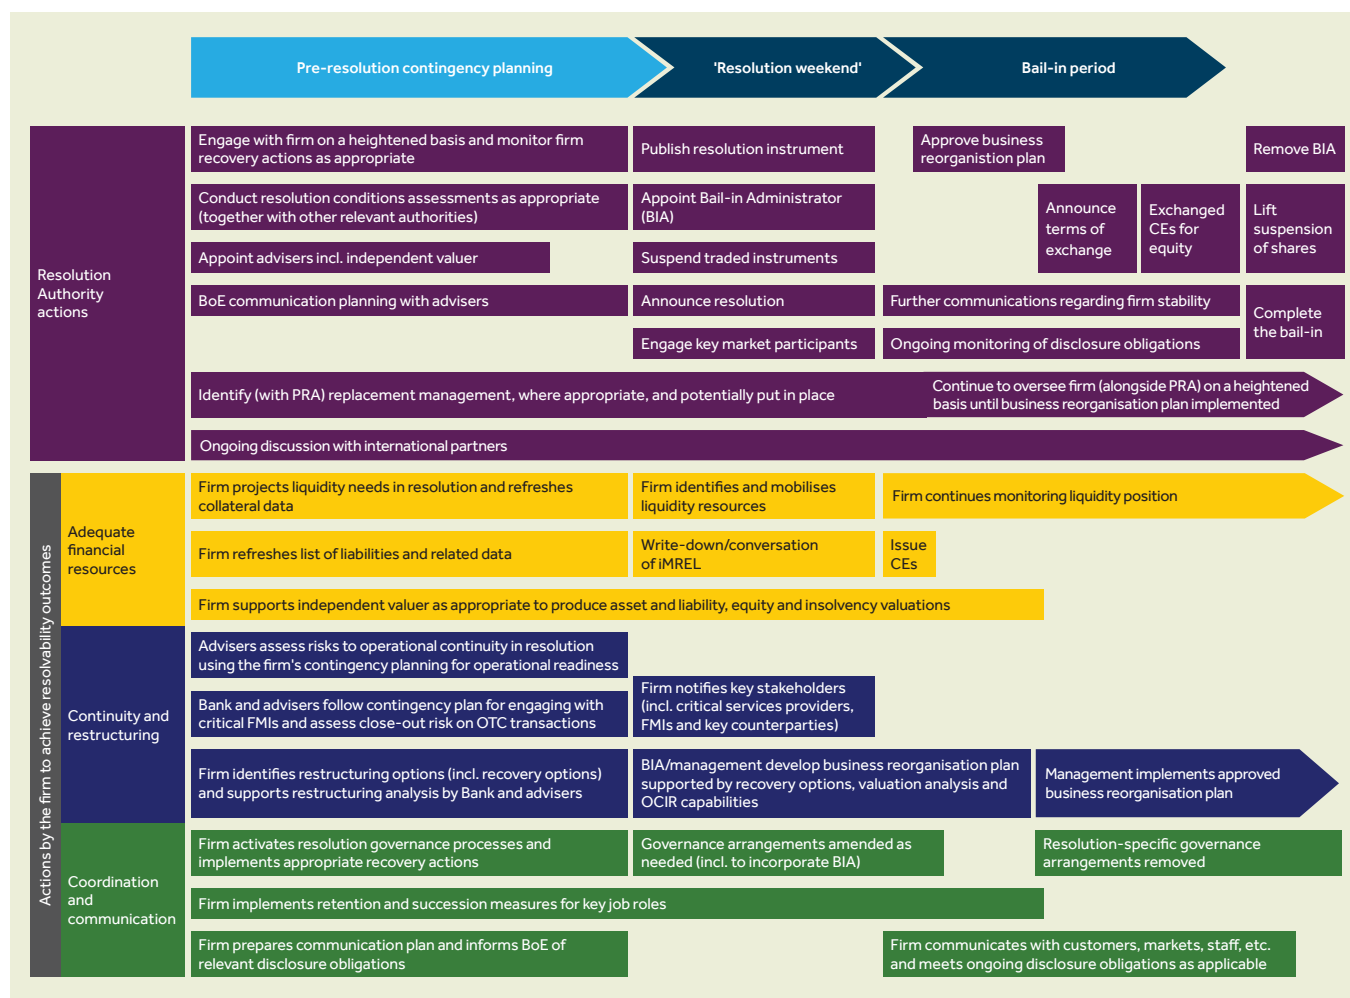 Pre-resolution contingency planning
'Resolution weekend'
Bail-in period
Resolution
Authority
actions
Engage with firm on a heightened basis and monitor firm
recovery actions as appropriate
Publish resolution instrument
Approve business
reorganistion plan
Remove BIA
Conduct resolution conditions assessments as appropriate
(together with other relevant authorities)
Appoint Bail-in Administrator
(BIA)
Announce
terms of
exchange
Exchanged
CEs for
equity
Lift
suspension
of shares
Appoint advisers incl. independent valuer
Suspend traded instruments
BoE communication planning with advisers
Announce resolution
Further communications regarding firm stability
Complete
the bail-in
Engage key market participants
Ongoing monitoring of disclosure obligations
Identify (with PRA) replacement management, where appropriate, and potentially put in place
Continue to oversee firm (alongside PRA) on a heightened
basis until business reorganisation plan implemented
Ongoing discussion with international partners
Actions by the firm to achieve resolvability outcomes
Adequate
financial
resources
Firm projects liquidity needs in resolution and refreshes
collateral data
Firm identifies and mobilises
liquidity resources
Firm continues monitoring liquidity position
Firm refreshes list of liabilities and related data
Write-down/conversation
of iMREL
Issue
CEs
Firm supports independent valuer as appropriate to produce asset and liability, equity and insolvency valuations
Continuity and
restructuring
Advisers assess risks to operational continuity in resolution
using the firm's contingency planning for operational readiness
Bank and advisers follow contingency plan for engaging with
critical FMIs and assess close-out risk on OTC transactions
Firm notifies key stakeholders
(incl. critical services providers,
FMIs and key counterparties)
Firm identifies restructuring options (incl. recovery options)
and supports restructuring analysis by Bank and advisers
BIA/management develop business reorganisation plan
supported by recovery options, valuation analysis and
OCIR capabilities
Management implements approved
business reorganisation plan
Coordination
and
communication
Firm activates resolution governance processes and
implements appropriate recovery actions
Governance arrangements amended as
needed (incl. to incorporate BIA)
Resolution-specific governance
arrangements removed
Firm implements retention and succession measures for key job roles
Firm prepares communication plan and informs BoE of
relevant disclosure obligations
Firm communicates with customers, markets, staff, etc.
and meets ongoing disclosure obligations as applicable